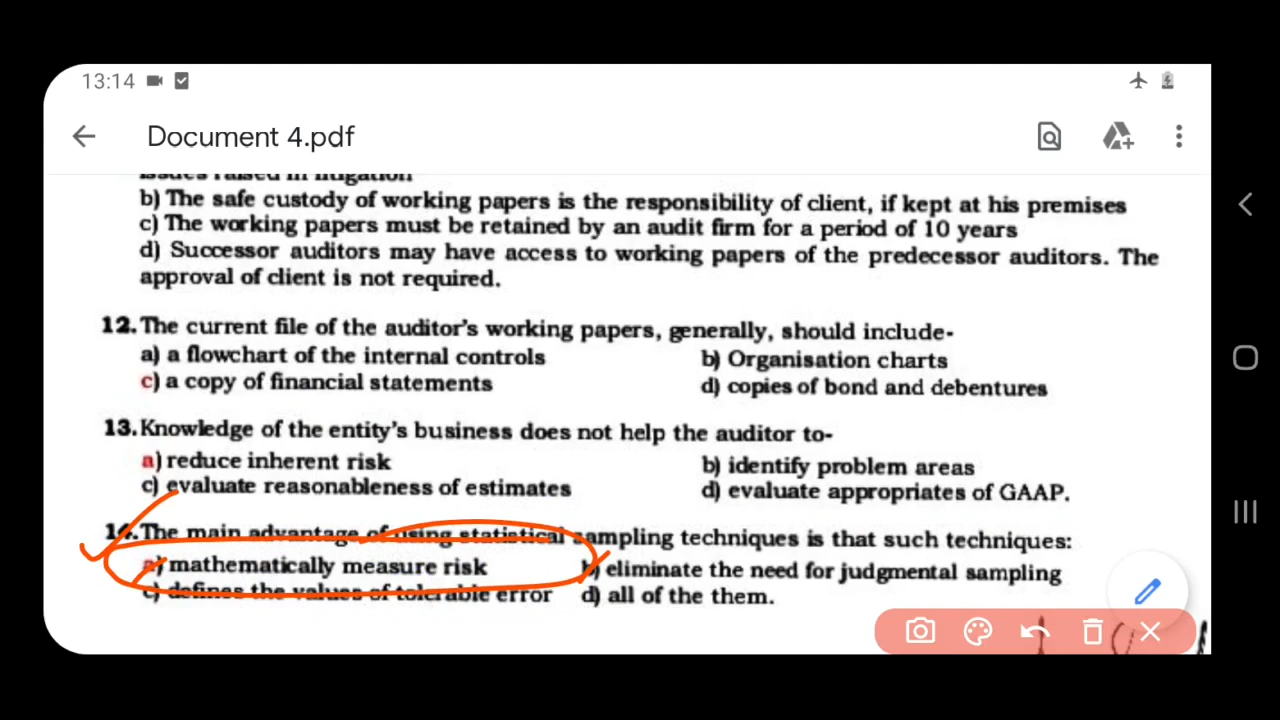 13:14
Document 4.pdf
issues raised in litigation
b) The safe custody of working papers is the responsibility of client, if kept at his premises
c) The working papers must be retained by an audit firm for a period of 10 years
d) Successor auditors may have access to working papers of the predecessor auditors. The
approval of client is not required.
12. The current file of the auditor's working papers, generally, should include-
a) a flowchart of the internal controls b) Organisation charts
c) a copy of financial statements d) copies of bond and debentures
13. Knowledge of the entity's business does not help the auditor to-
a) reduce inherent risk b) identify problem areas
c) evaluate reasonableness of estimates d) evaluate appropriates of GAAP.
14. The main advantage of using statistical sampling techniques is that such techniques:
a) mathematically measure risk b) eliminate the need for judgmental sampling
c) defines the values of tolerable error d) all of the them.